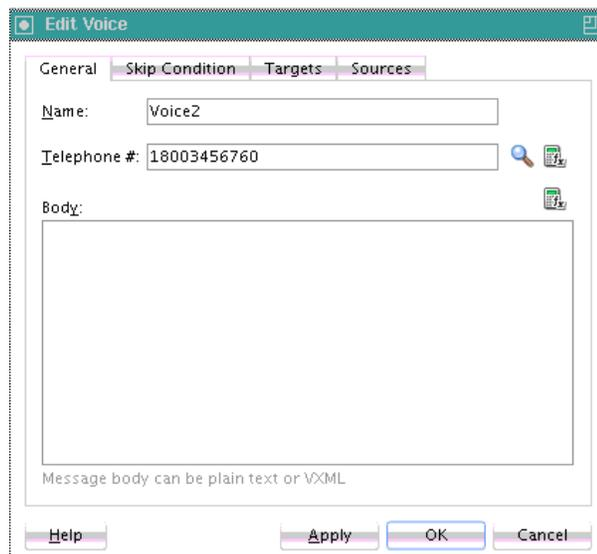 Edit Voice
General Skip Condition Targets Sources
Name: Voice2
Telephone #: 18003456760
Body:
Message body can be plain text or VXML
Help Apply OK Cancel